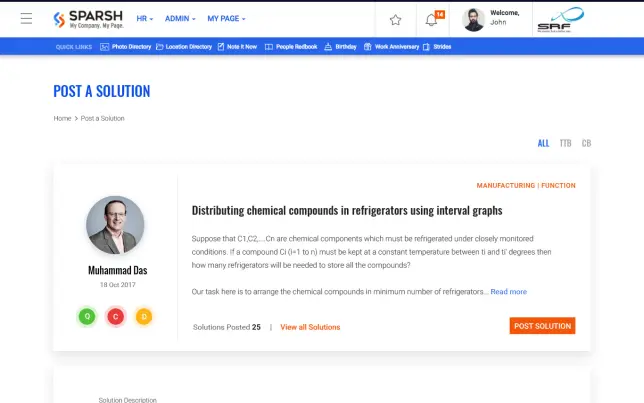 SPARSH
My Company. My Page.
HR ADMIN MY PAGE
14
Welcome,
John
SRF
QUICK LINKS Photo Directory Location Directory Note it Now People Redbook Birthday Work Anniversary Strides
POST A SOLUTION
Home > Post a Solution
ALL TTB CB
MANUFACTURING | FUNCTION
Distributing chemical compounds in refrigerators using interval graphs
Suppose that C1,C2,....Cn are chemical components which must be refrigerated under closely monitored
conditions. If a compound Ci (i+1 to n) must be kept at a constant temperature between ti and ti' degrees then
how many refrigerators will be needed to store all the compounds?
Our task here is to arrange the chemical compounds in minimum number of refrigerators... Read more
Muhammad Das
18 Oct 2017
Q C D
Solutions Posted 25 | View all Solutions
POST SOLUTION
Solution Description